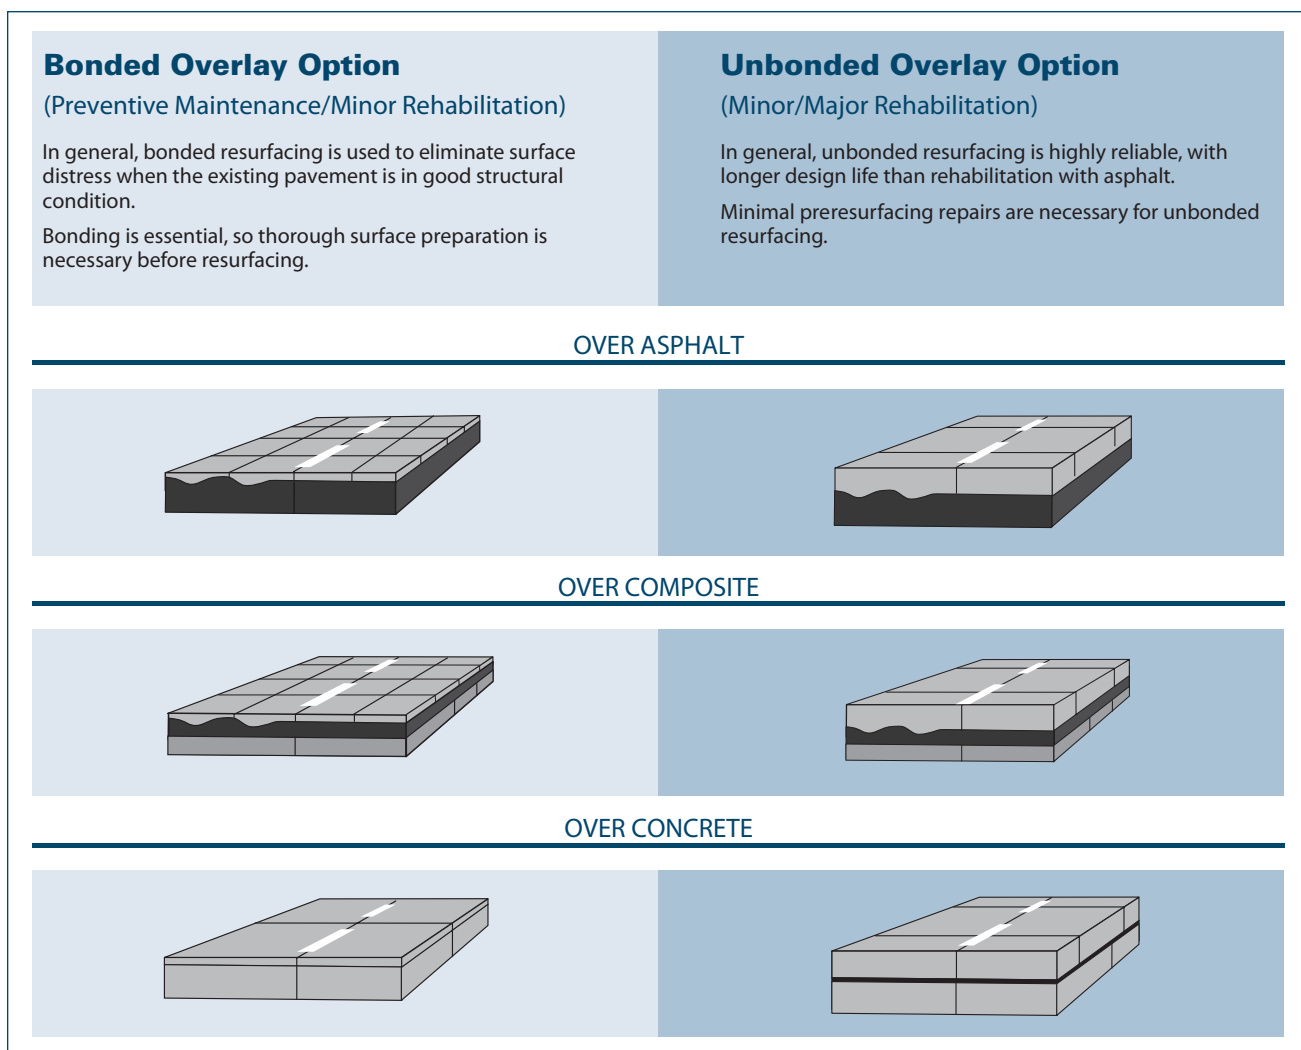 Bonded Overlay Option
(Preventive Maintenance/Minor Rehabilitation)
In general, bonded resurfacing is used to eliminate surface
distress when the existing pavement is in good structural
condition.
Bonding is essential, so thorough surface preparation is
necessary before resurfacing.
Unbonded Overlay Option
(Minor/Major Rehabilitation)
In general, unbonded resurfacing is highly reliable, with
longer design life than rehabilitation with asphalt.
Minimal preresurfacing repairs are necessary for unbonded
resurfacing.
OVER ASPHALT
OVER COMPOSITE
OVER CONCRETE